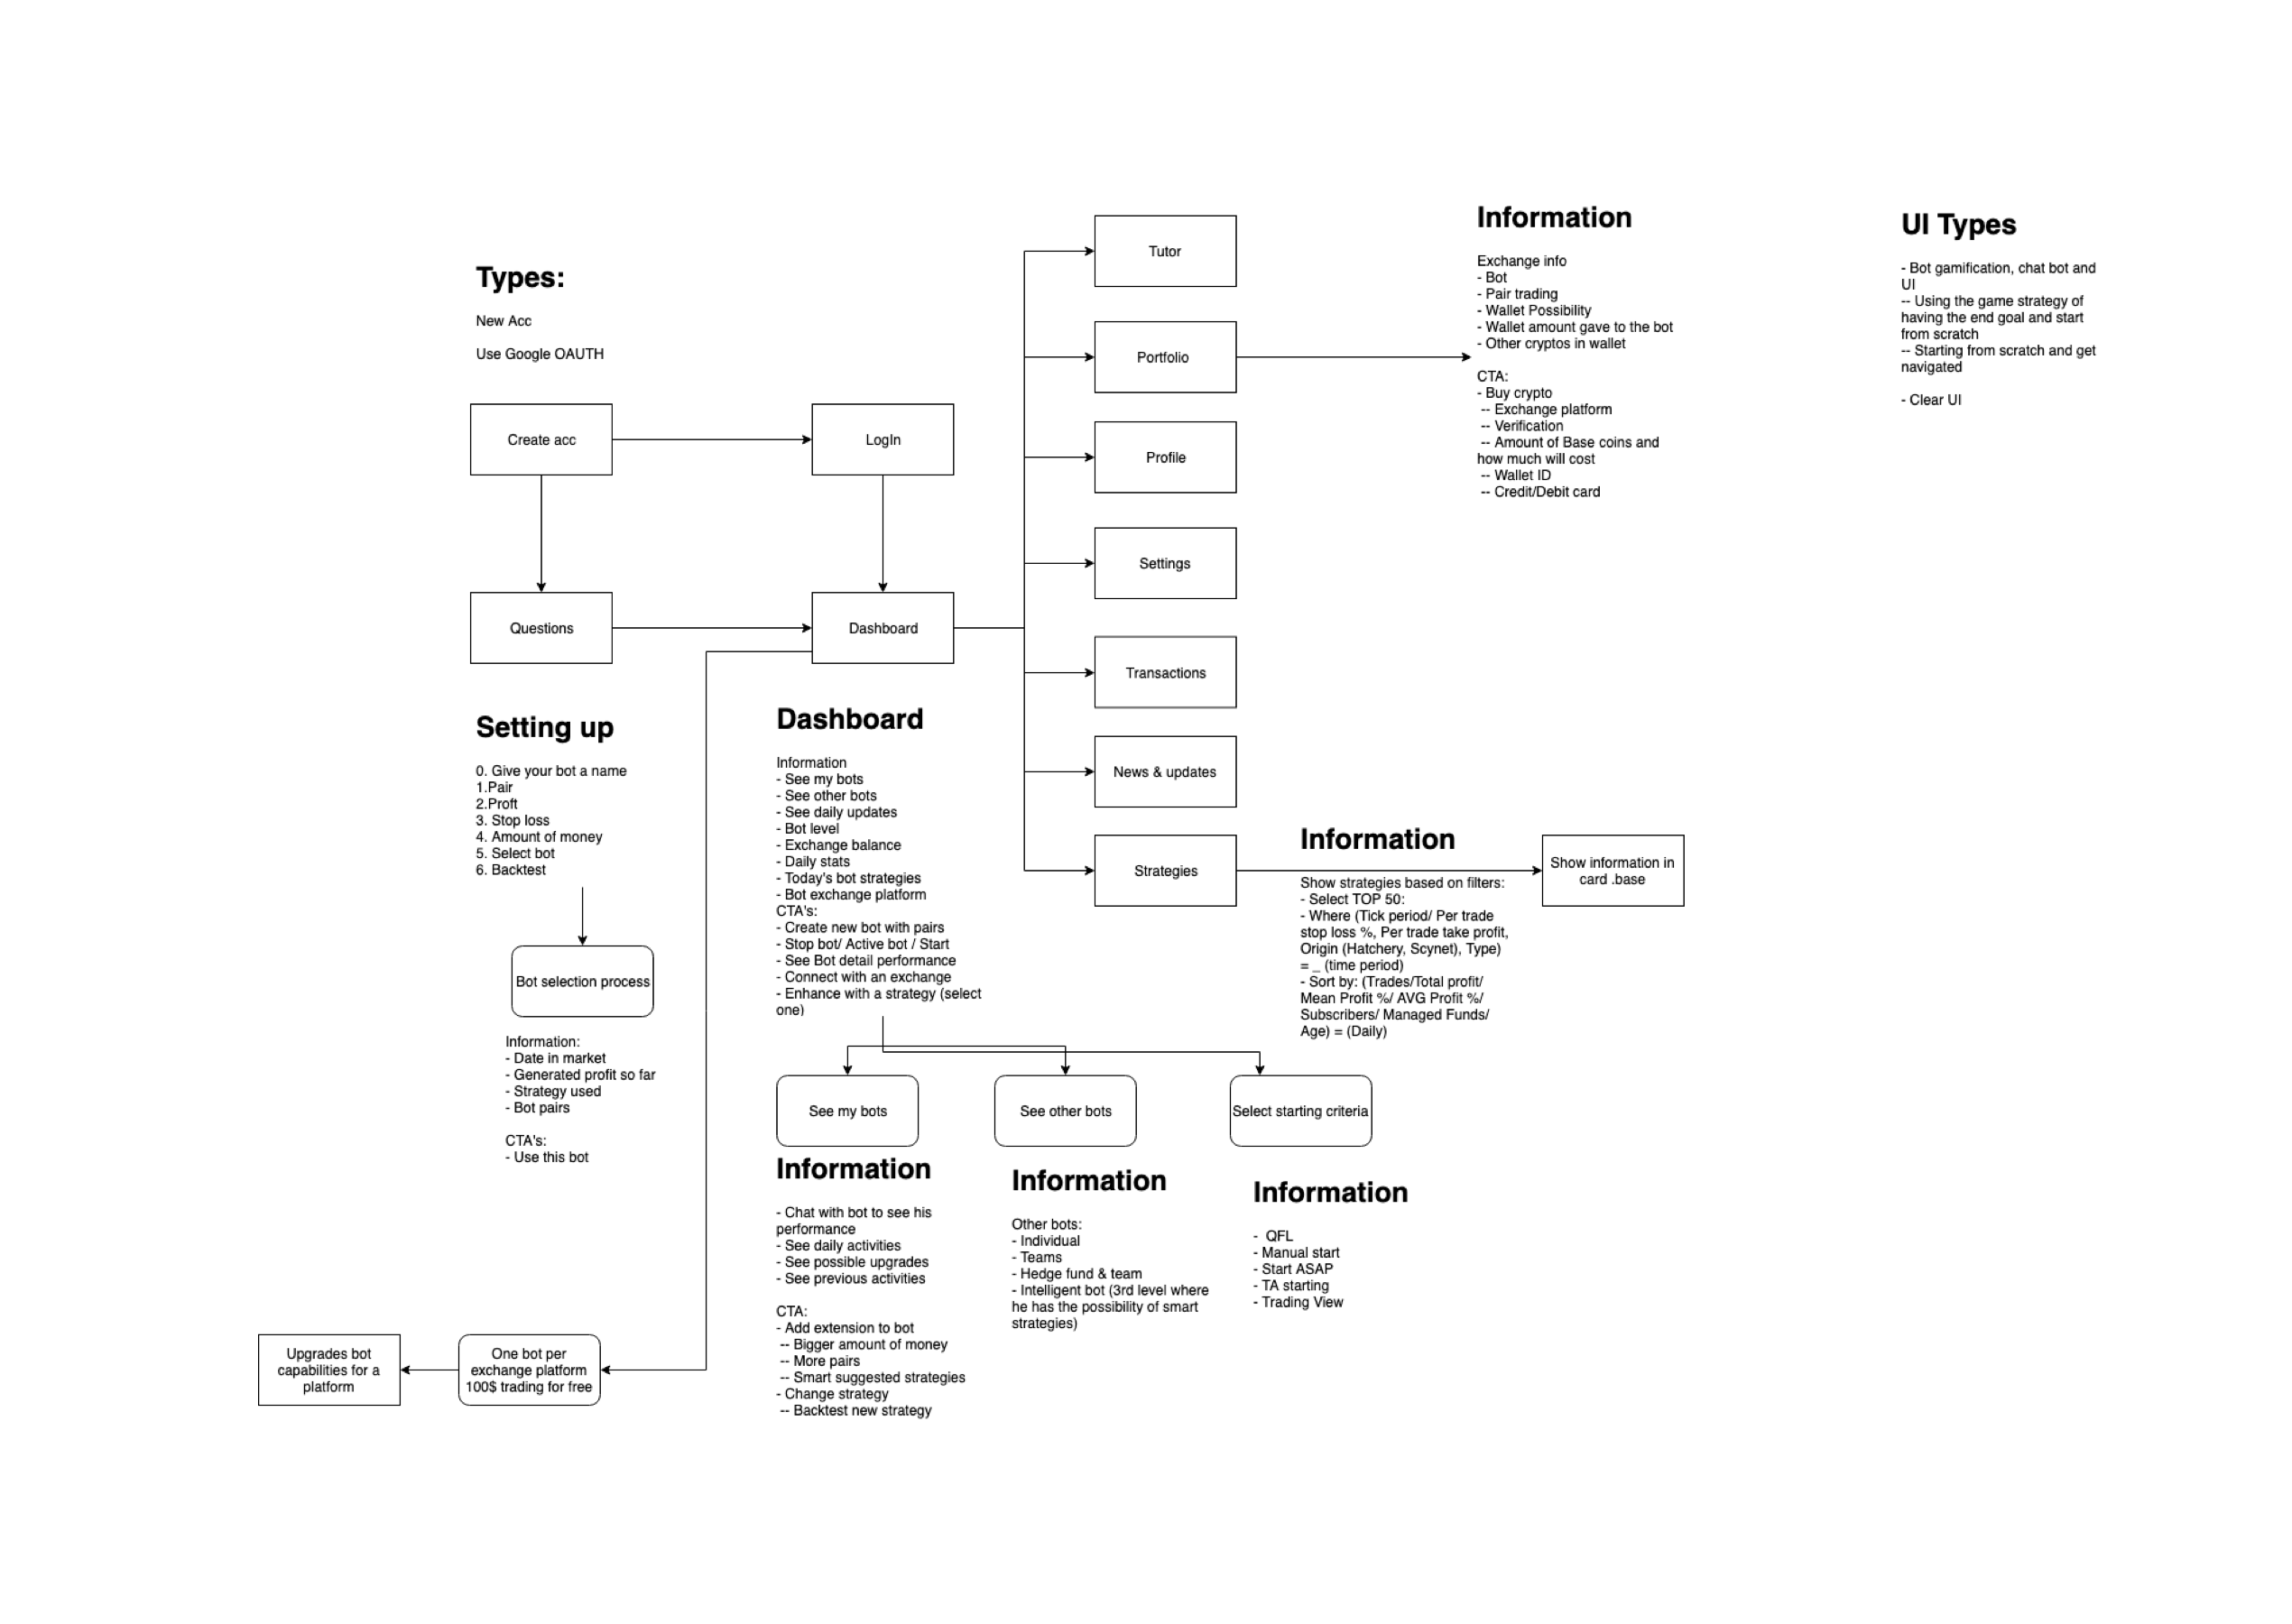 Types:
New Acc
Use Google OAUTH
Create acc
LogIn
Questions
Dashboard
Tutor
Portfolio
Profile
Settings
Transactions
News & updates
Strategies
Information
Exchange info
- Bot
- Pair trading
- Wallet Possibility
- Wallet amount gave to the bot
- Other cryptos in wallet
CTA:
- Buy crypto
-- Exchange platform
-- Verification
-- Amount of Base coins and
how much will cost
-- Wallet ID
-- Credit/Debit card
UI Types
- Bot gamification, chat bot and
UI
-- Using the game strategy of
having the end goal and start
from scratch
-- Starting from scratch and get
navigated
- Clear UI
Setting up
0. Give your bot a name
1.Pair
2.Proft
3. Stop loss
4. Amount of money
5. Select bot
6. Backtest
Bot selection process
Information:
- Date in market
- Generated profit so far
- Strategy used
- Bot pairs
CTA's:
- Use this bot
Dashboard
Information
- See my bots
- See other bots
- See daily updates
- Bot level
- Exchange balance
- Daily stats
- Today's bot strategies
- Bot exchange platform
CTA's:
- Create new bot with pairs
- Stop bot/ Active bot / Start
- See Bot detail performance
- Connect with an exchange
- Enhance with a strategy (select
one)
Information
Show strategies based on filters:
- Select TOP 50:
- Where (Tick period/ Per trade
stop loss %, Per trade take profit,
Origin (Hatchery, Scynet), Type)
= _ (time period)
- Sort by: (Trades/Total profit/
Mean Profit %/ AVG Profit %/
Subscribers/ Managed Funds/
Age) = (Daily)
Show information in
card .base
See my bots
See other bots
Select starting criteria
Information
- Chat with bot to see his
performance
- See daily activities
- See possible upgrades
- See previous activities
CTA:
- Add extension to bot
-- Bigger amount of money
-- More pairs
-- Smart suggested strategies
- Change strategy
-- Backtest new strategy
Information
Other bots:
- Individual
- Teams
- Hedge fund & team
- Intelligent bot (3rd level where
he has the possibility of smart
strategies)
Information
- QFL
- Manual start
- Start ASAP
- TA starting
- Trading View
Upgrades bot
capabilities for a
platform
One bot per
exchange platform
100$ trading for free